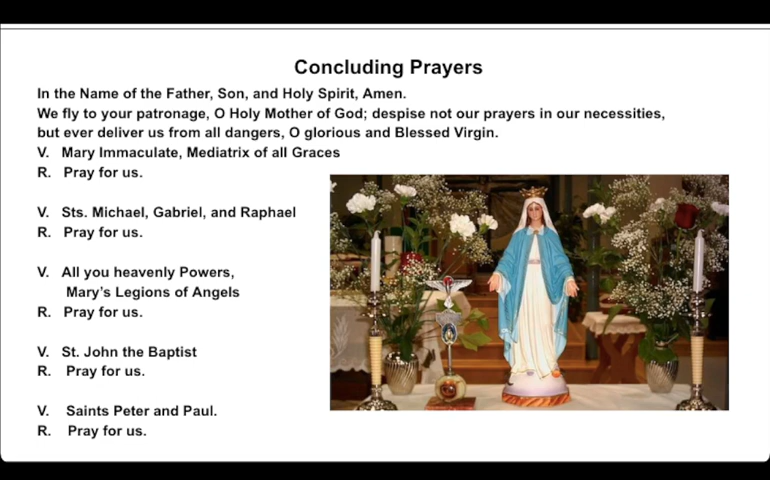 Concluding Prayers
In the Name of the Father, Son, and Holy Spirit, Amen.
We fly to your patronage, O Holy Mother of God; despise not our prayers in our necessities,
but ever deliver us from all dangers, O glorious and Blessed Virgin.
V. Mary Immaculate, Mediatrix of all Graces
R. Pray for us.
V. Sts. Michael, Gabriel, and Raphael
R. Pray for us.
V. All you heavenly Powers,
Mary’s Legions of Angels
R. Pray for us.
V. St. John the Baptist
R. Pray for us.
V. Saints Peter and Paul.
R. Pray for us.